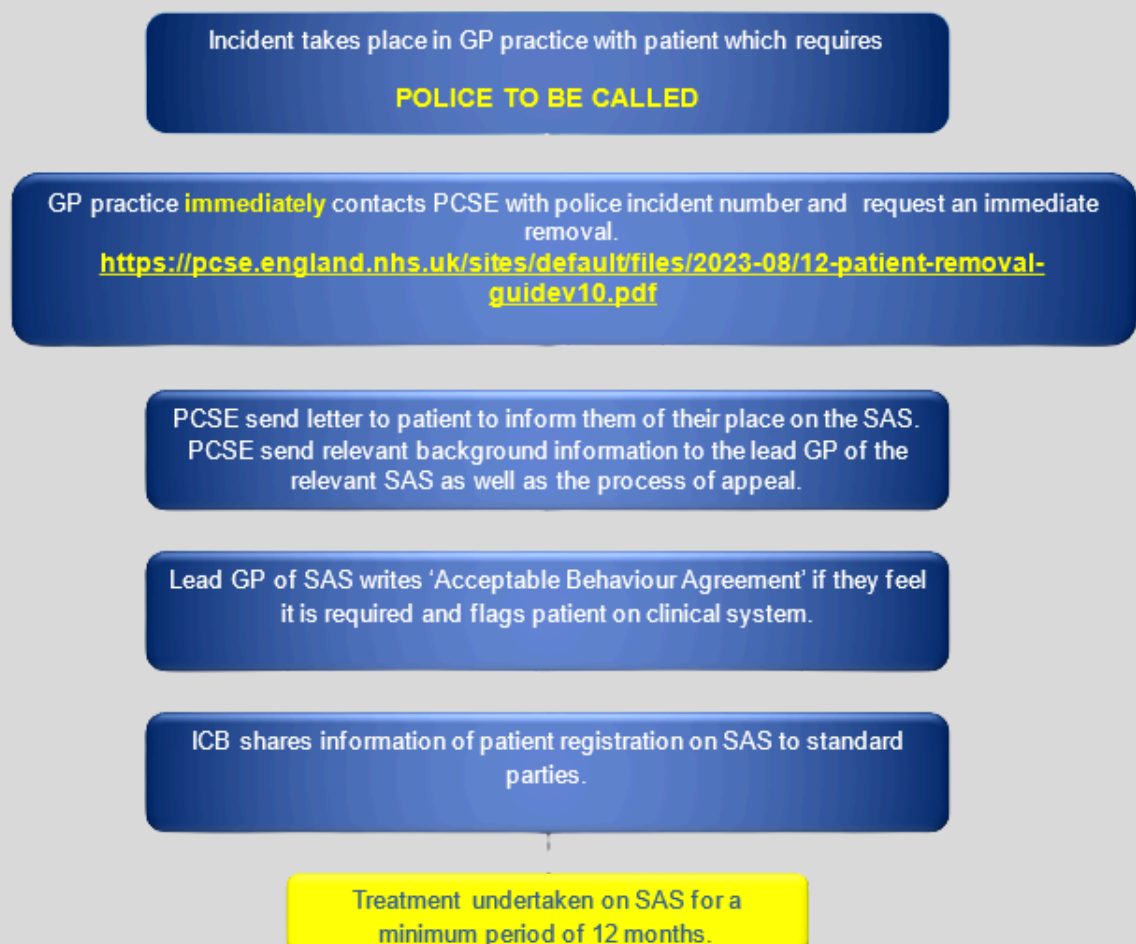 Incident takes place in GP practice with patient which requires
POLICE TO BE CALLED
GP practice immediately contacts PCSE with police incident number and request an immediate
removal.
https://pcse.england.nhs.uk/sites/default/files/2023-08/12-patient-removal-
guidev10.pdf
PCSE send letter to patient to inform them of their place on the SAS.
PCSE send relevant background information to the lead GP of the
relevant SAS as well as the process of appeal.
Lead GP of SAS writes ‘Acceptable Behaviour Agreement’ if they feel
it is required and flags patient on clinical system.
ICB shares information of patient registration on SAS to standard
parties.
Treatment undertaken on SAS for a
minimum period of 12 months.